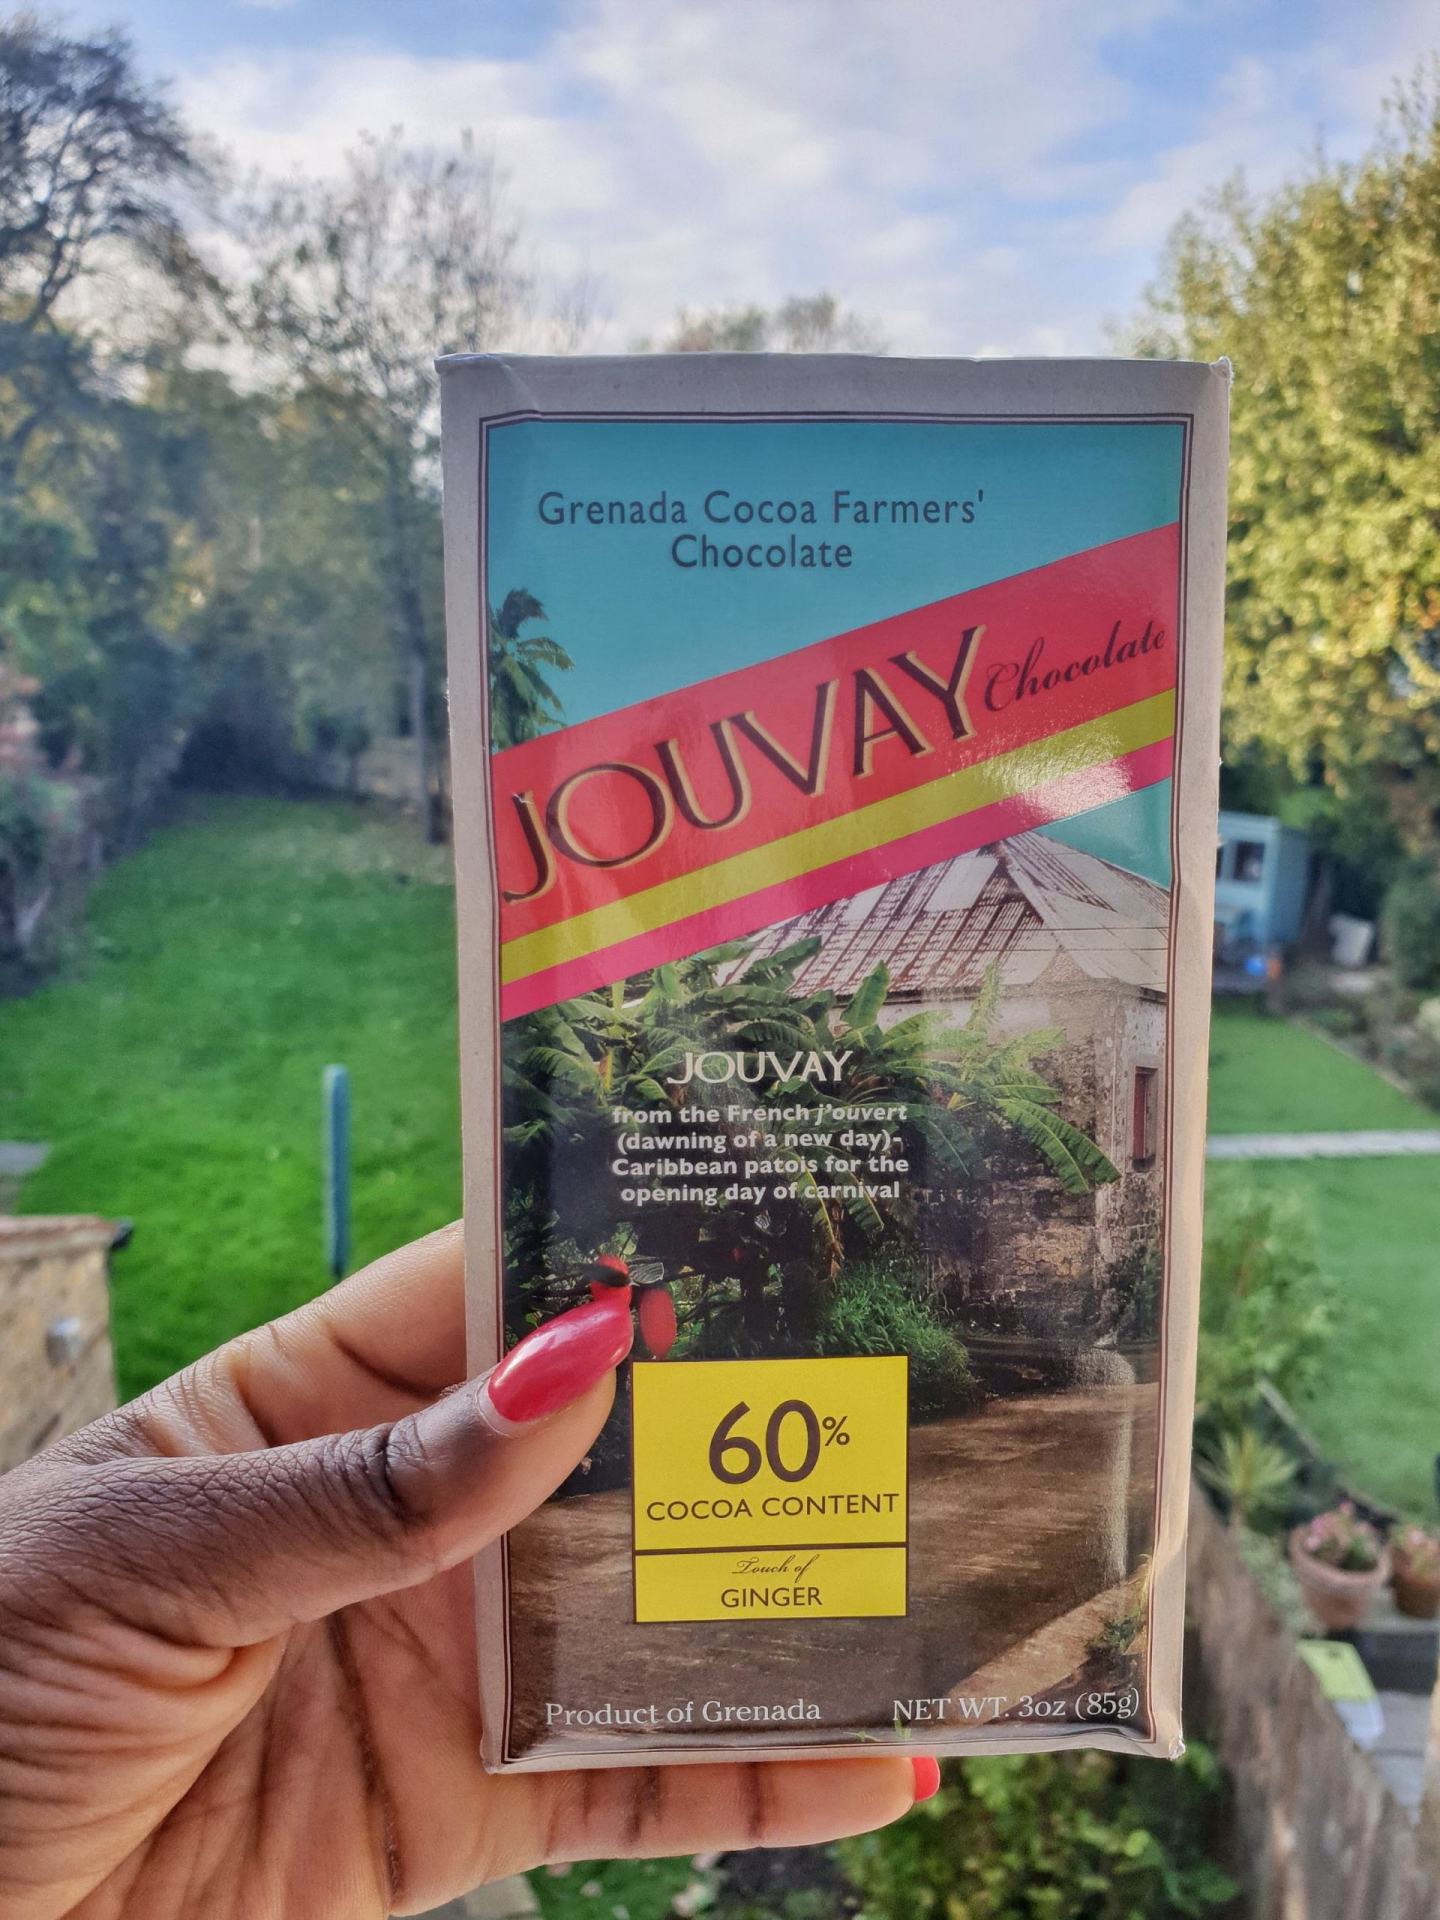 Grenada Cocoa Farmers'
Chocolate
JOUVAY Chocolate
JOUVAY
from the French j'ouvert
(dawning of a new day)-
Caribbean patois for the
opening day of carnival
60%
COCOA CONTENT
Touch of
GINGER
Product of Grenada NET WT. 3oz (85g)